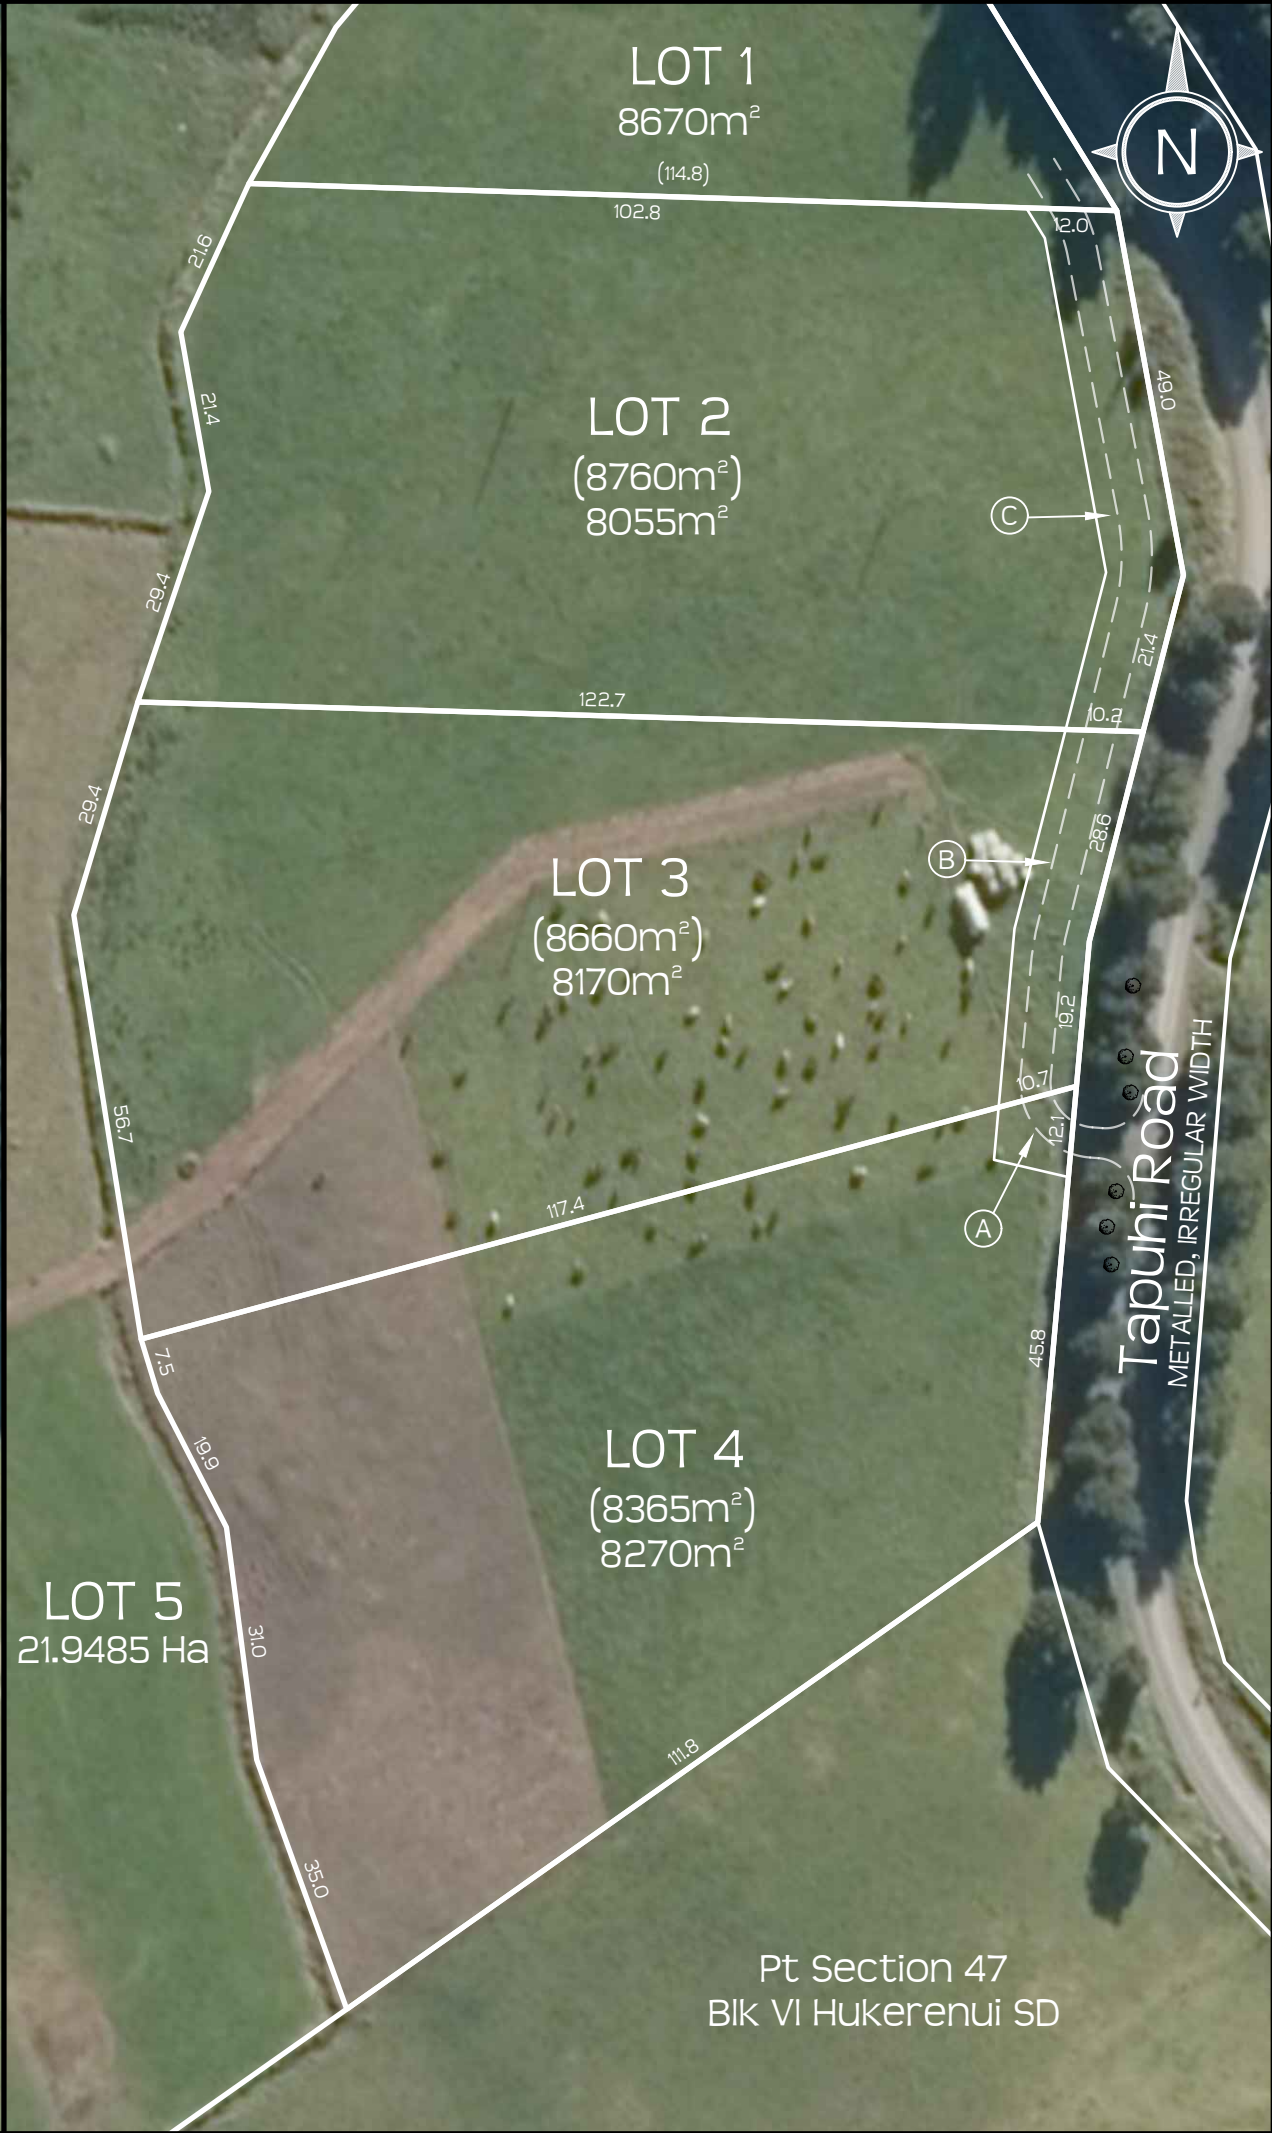 LOT 1
8670m²
(114.8)
102.8
12.0
N
21.6
21.4
49.0
LOT 2
(8760m²)
8055m²
C
29.4
21.4
122.7
10.2
29.4
28.6
B
LOT 3
(8660m²)
8170m²
19.2
10.7
12.1
56.7
117.4
A
Tapuhi Road
METALLED, IRREGULAR WIDTH
7.5
45.8
19.9
LOT 4
(8365m²)
8270m²
LOT 5
21.9485 Ha
31.0
111.8
35.0
Pt Section 47
Blk VI Hukerenui SD